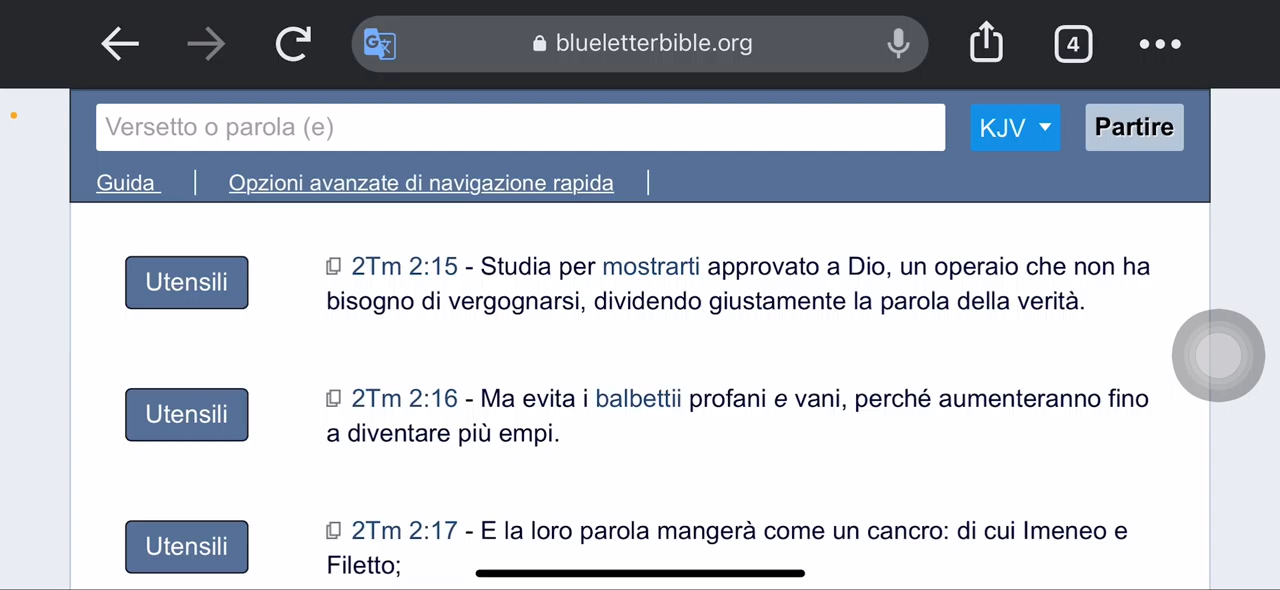 blueletterbible.org
4
Versetto o parola (e)
KJV
Partire
Guida
Opzioni avanzate di navigazione rapida
Utensili
2Tm 2:15 - Studia per mostrarti approvato a Dio, un operaio che non ha
bisogno di vergognarsi, dividendo giustamente la parola della verità.
Utensili
2Tm 2:16 - Ma evita i balbettii profani e vani, perché aumenteranno fino
a diventare più empi.
Utensili
2Tm 2:17 - E la loro parola mangerà come un cancro: di cui Imeneo e
Filetto;